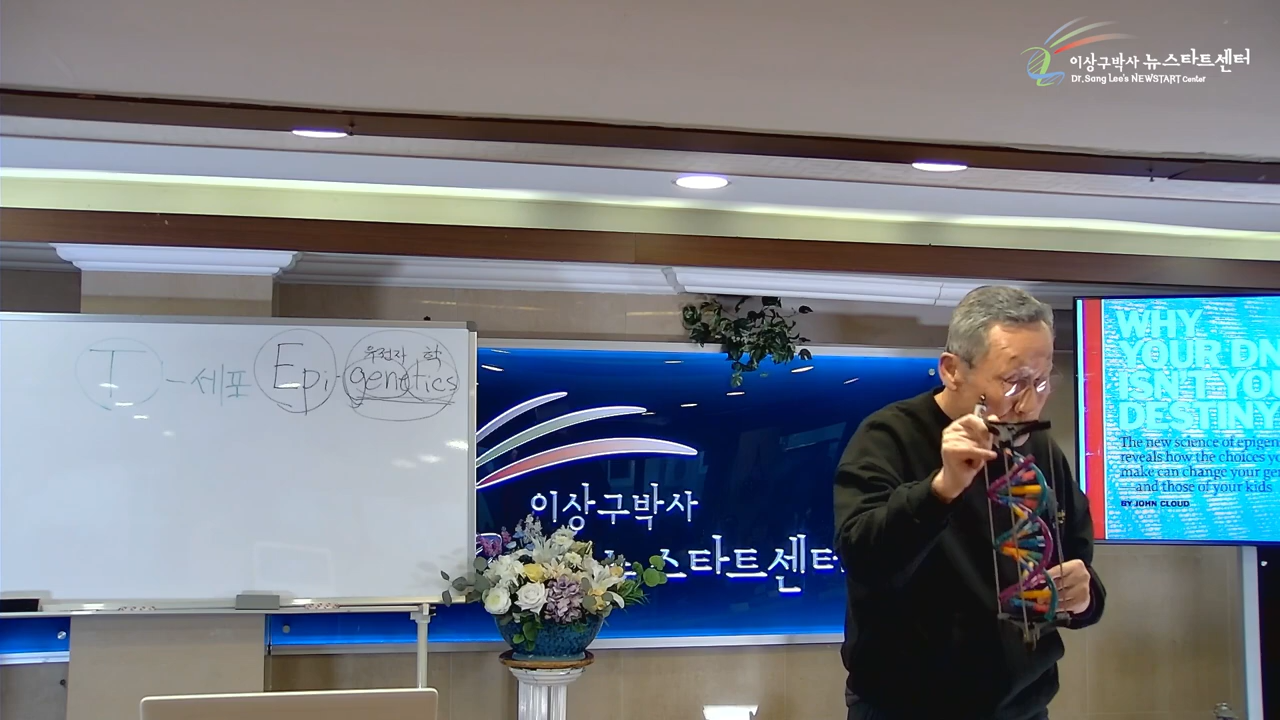 이상구박사 뉴스타트센터
Dr.Sang Lee's NEWSTART Center
T-세포 Epi-genetics
유전자 학
이상구박사
뉴스타트센터
WHY
YOUR DN
ISN'T YOU
DESTINY
The new science of epigen
reveals how the choices yo
make can change your ge
—and those of your kids
BY JOHN CLOUD